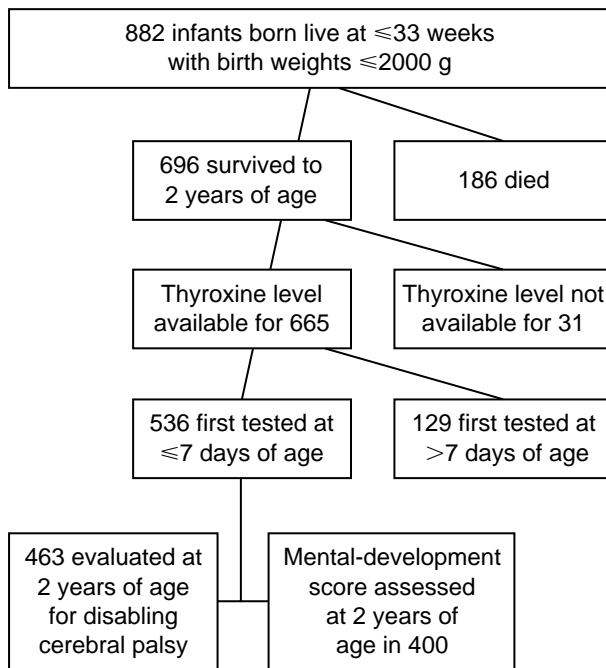 882 infants born live at ⩽33 weeks
with birth weights ⩽2000 g
696 survived to
2 years of age
186 died
Thyroxine level
available for 665
Thyroxine level not
available for 31
536 first tested at
⩽7 days of age
129 first tested at
>7 days of age
463 evaluated at
2 years of age
for disabling
cerebral palsy
Mental-development
score assessed
at 2 years of
age in 400